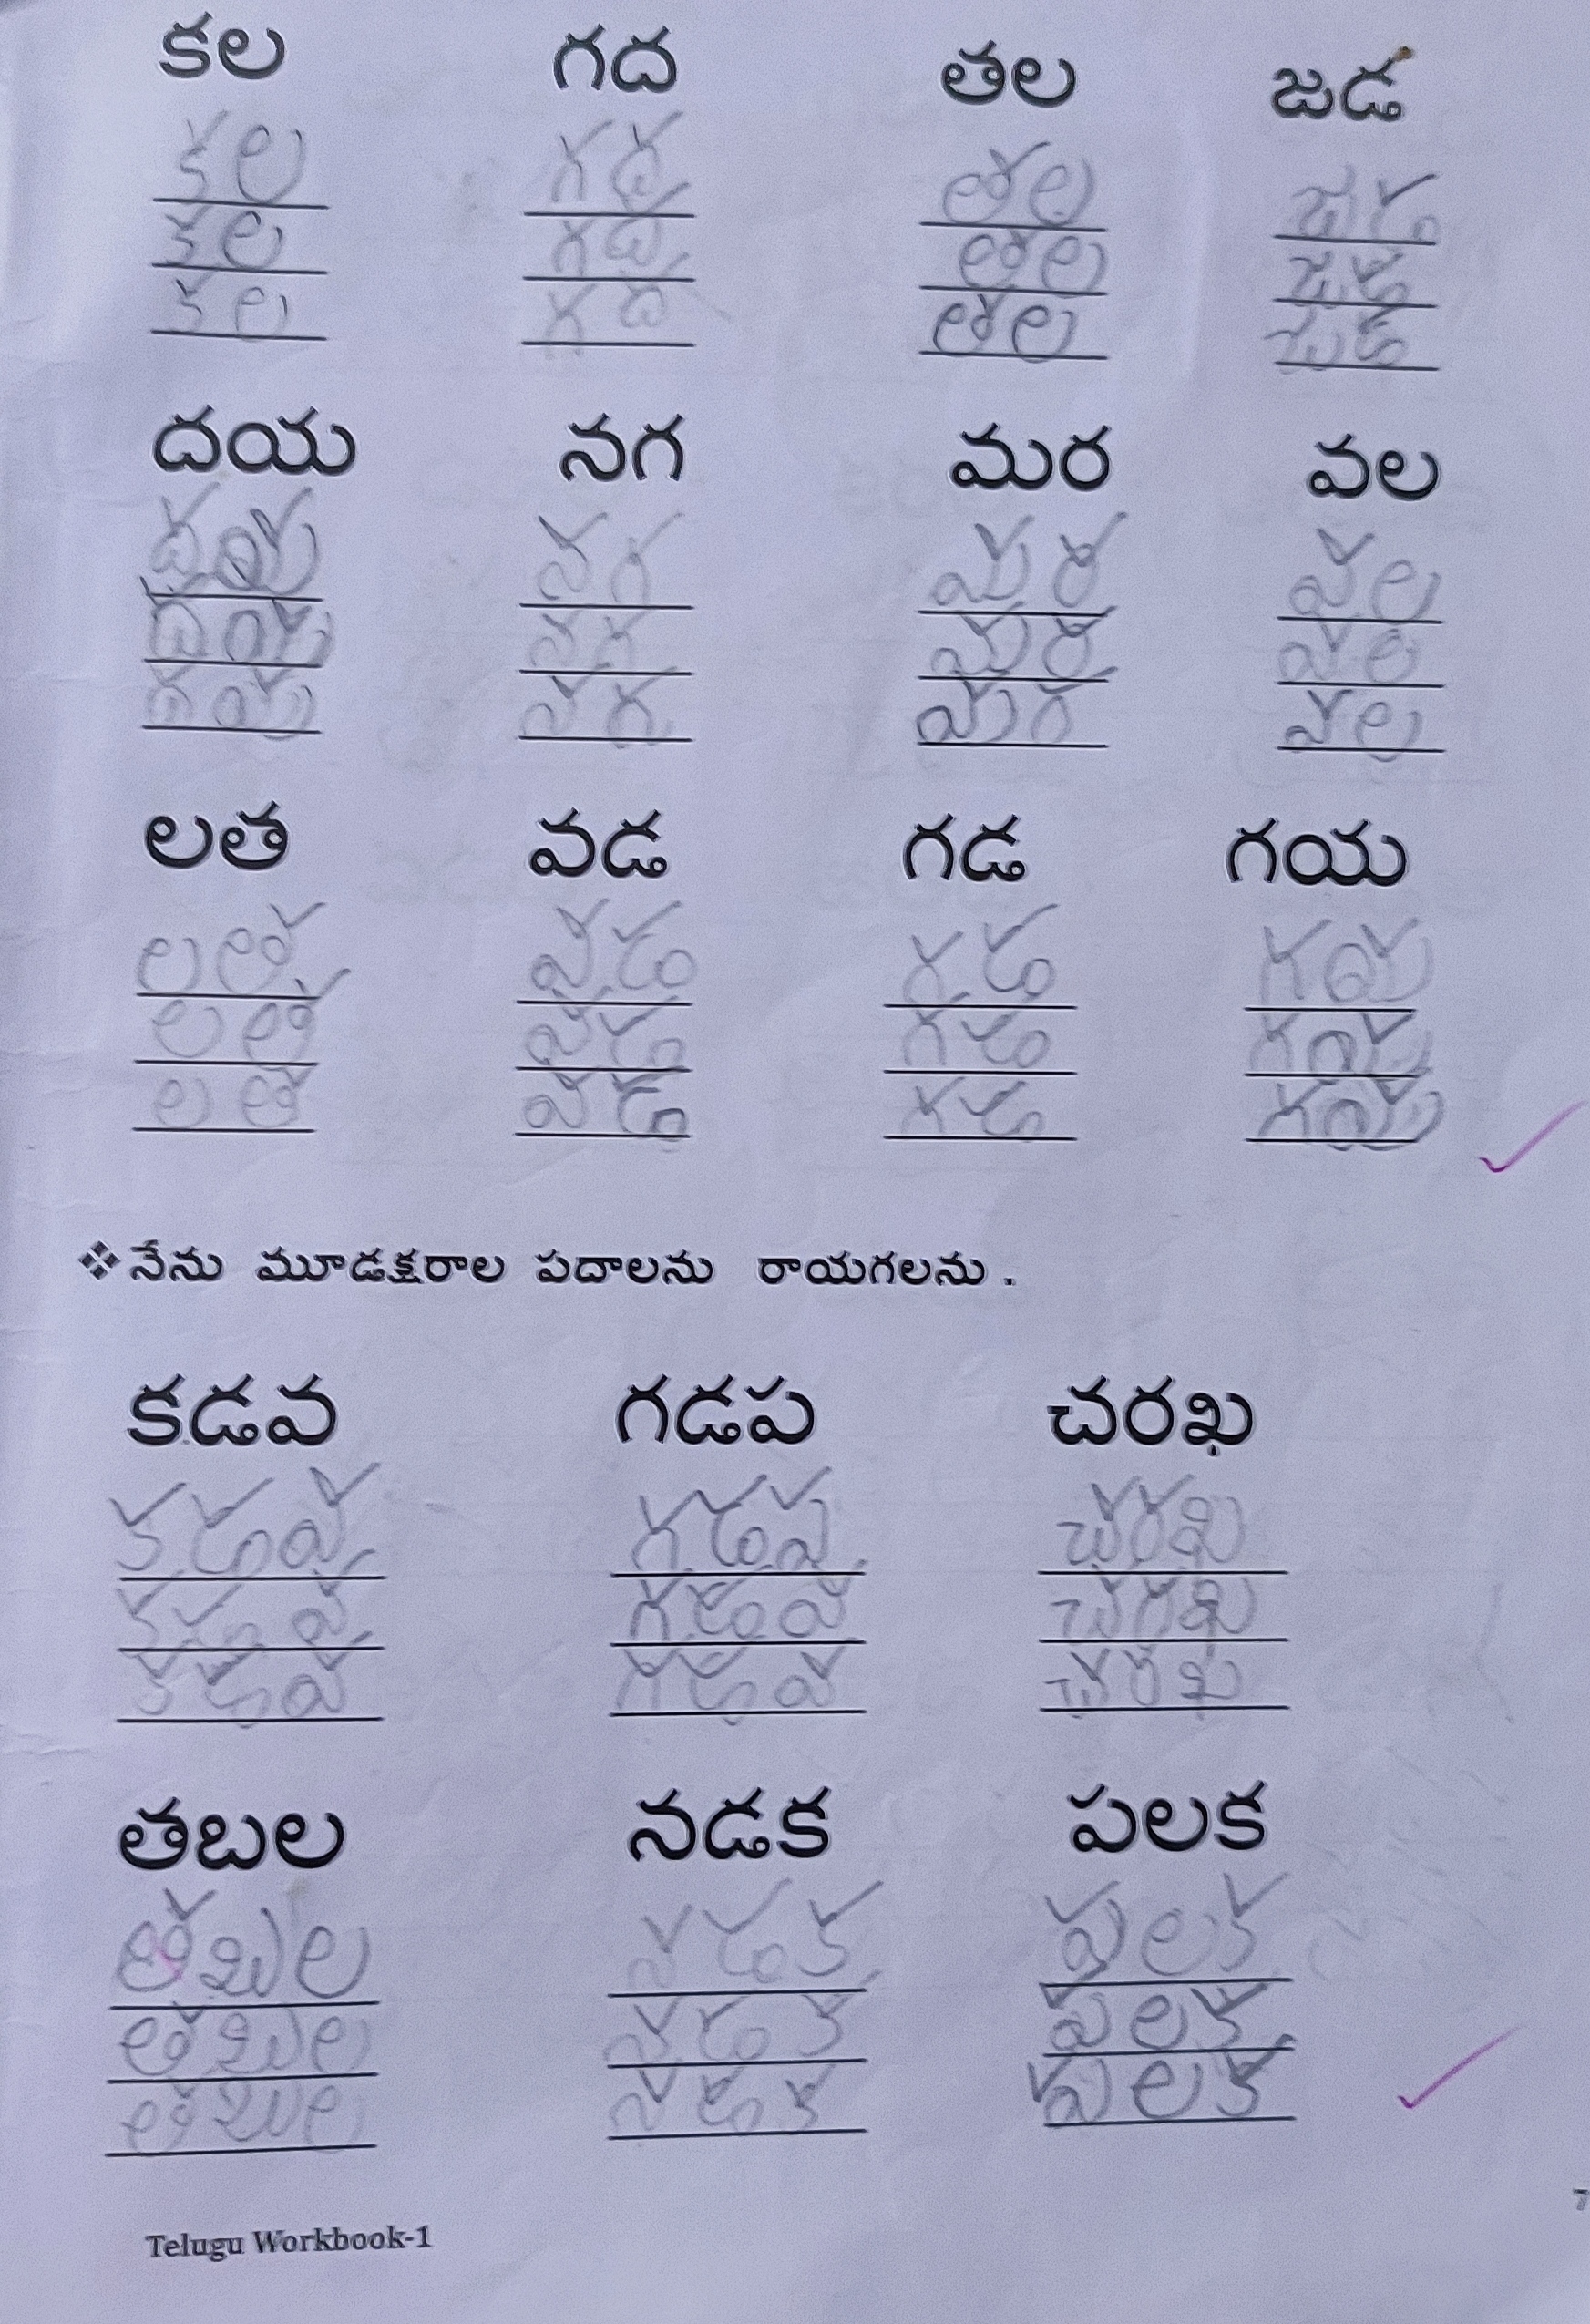 కల గద తల జడ
కల గద తల జడ
కల గద తల జడ
కల గద తల జడ
దయ నగ మర వల
దయ నగ మర వల
దయ నగ మర వల
దయ నగ మర వల
లత వడ గడ గయ
లత వడ గడ గయ
లత వడ గడ గయ
లత వడ గడ గయ
❖ నేను మూడక్షరాల పదాలను రాయగలను .
కడవ గడప చరఖ
కడవ గడప చరఖ
కడవ గడవ చరఖ
కడవ గడవ చరఖ
తబల నడక పలక
తబల నడక పలక
తబల నడక పలక
తబల నడక పలక
7
Telugu Workbook-1